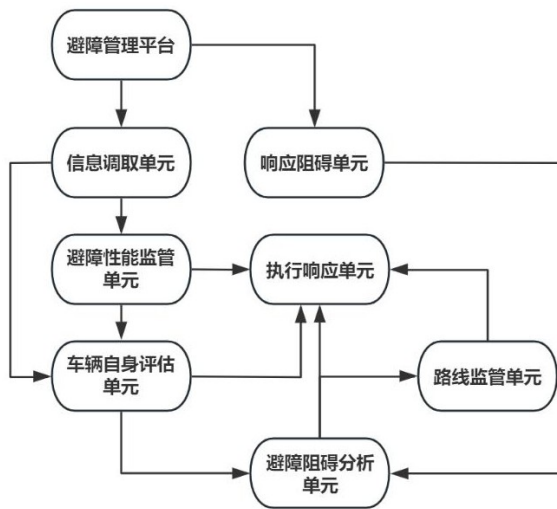 避障管理平台
信息调取单元
响应阻碍单元
避障性能监管
单元
执行响应单元
车辆自身评估
单元
路线监管单元
避障阻碍分析
单元